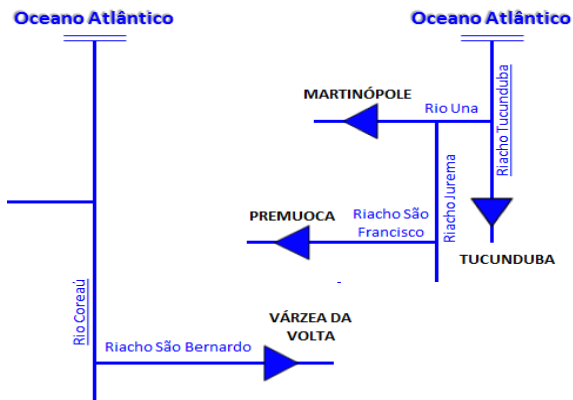 Oceano Atlântico
Oceano Atlântico
MARTINÓPOLE
Rio Una
Riacho Tucunduba
Riacho Jurema
PREMUOCA
Riacho São
Francisco
TUCUNDUBA
Rio Coreaú
VÁRZEA DA
VOLTA
Riacho São Bernardo